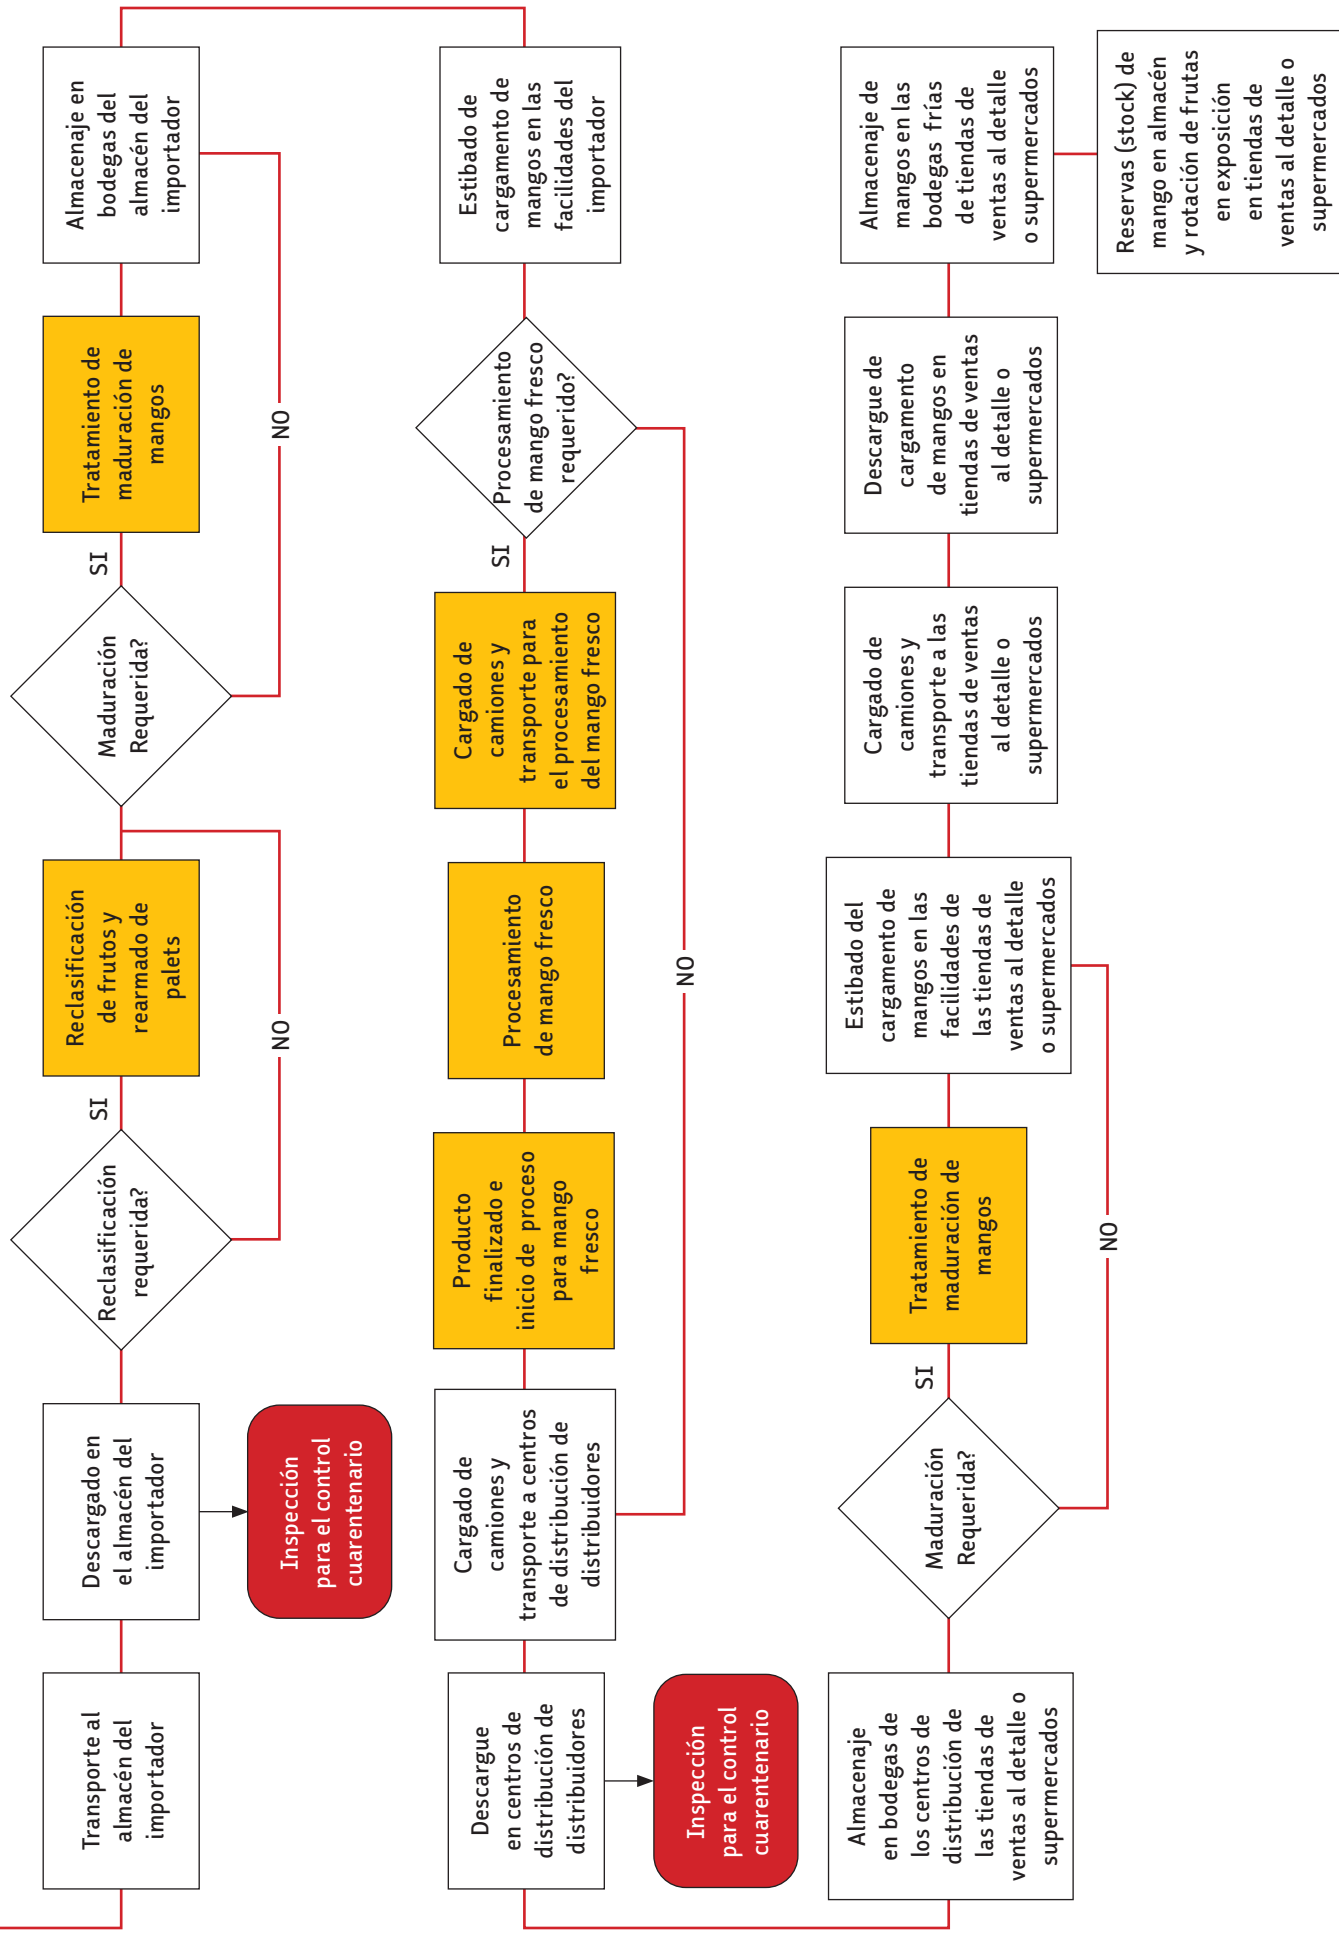 Transporte al
almacén del
importador
Descargado en
el almacén del
importador
Inspección
para el control
cuarentenario
Reclasificación
requerida?
SI
NO
Reclasificación
de frutos y
rearmado de
palets
Maduración
Requerida?
SI
NO
Tratamiento de
maduración de
mangos
Almacenaje en
bodegas del
almacén del
importador
Estibado de
cargamento de
mangos en las
facilidades del
importador
Procesamiento
de mango fresco
requerido?
SI
NO
Cargado de
camiones y
transporte para
el procesamiento
del mango fresco
Procesamiento
de mango fresco
Producto
finalizado e
inicio de proceso
para mango
fresco
Cargado de
camiones y
transporte a centros
de distribución de
distribuidores
Descargue
en centros de
distribución de
distribuidores
Inspección
para el control
cuarentenario
Almacenaje
en bodegas de
los centros de
distribución de
las tiendas de
ventas al detalle o
supermercados
Maduración
Requerida?
SI
NO
Tratamiento de
maduración de
mangos
Estibado del
cargamento de
mangos en las
facilidades de
las tiendas de
ventas al detalle
o supermercados
Cargado de
camiones y
transporte a las
tiendas de ventas
al detalle o
supermercados
Descargue de
cargamento
de mangos en
tiendas de ventas
al detalle o
supermercados
Almacenaje de
mangos en las
bodegas frías
de tiendas de
ventas al detalle
o supermercados
Reservas (stock) de
mango en almacén
y rotación de frutas
en exposición
en tiendas de
ventas al detalle o
supermercados